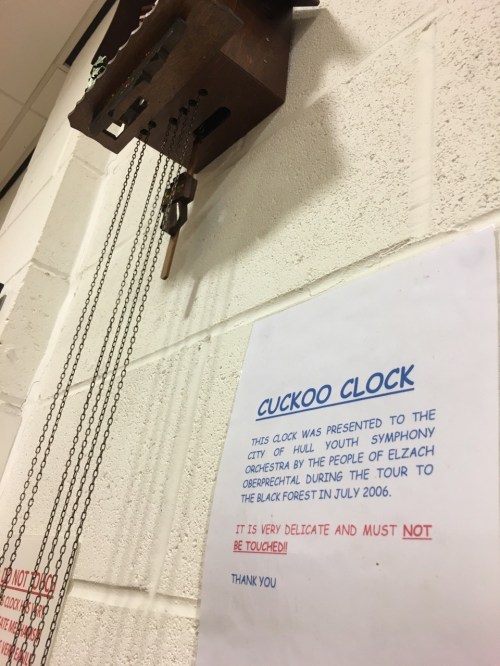 CUCKOO CLOCK
THIS CLOCK WAS PRESENTED TO THE
CITY OF HULL YOUTH SYMPHONY
ORCHESTRA BY THE PEOPLE OF ELZACH
OBERPRECHTAL DURING THE TOUR TO
THE BLACK FOREST IN JULY 2006.
IT IS VERY DELICATE AND MUST NOT
BE TOUCHED!!
THANK YOU
NOT
CLOCK